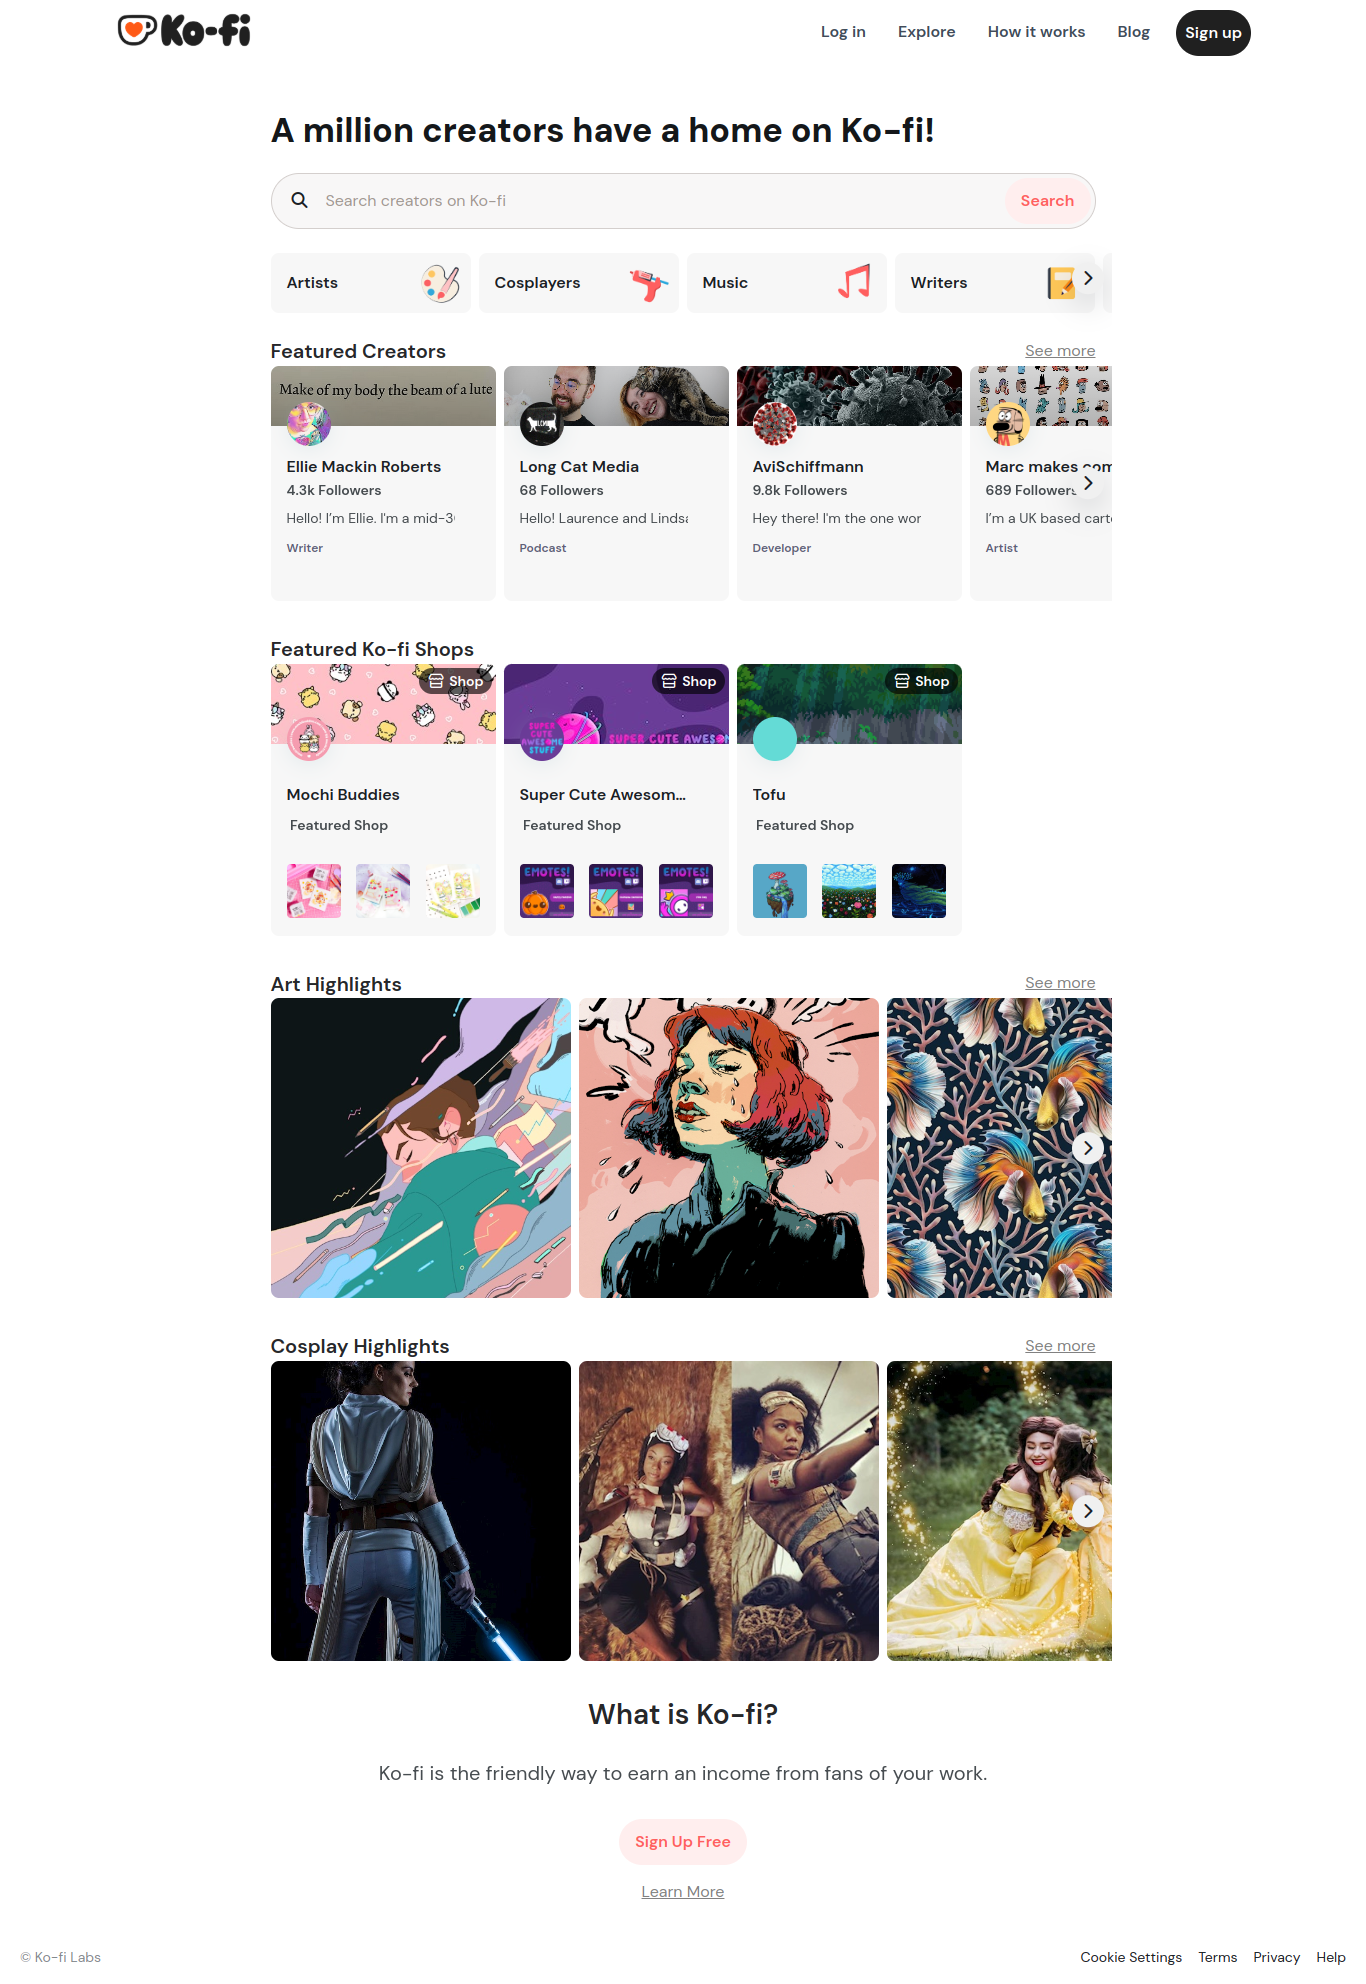 Ko-fi
Log in
Explore
How it works
Blog
Sign up
A million creators have a home on Ko-fi!
Search creators on Ko-fi
Search
Artists
Cosplayers
Music
Writers
Featured Creators
See more
Make of my body the beam of a lute
Ellie Mackin Roberts
4.3k Followers
Hello! I'm Ellie. I'm a mid-3
Writer
Long Cat Media
68 Followers
Hello! Laurence and Linds
Podcast
AviSchiffmann
9.8k Followers
Hey there! I'm the one wor
Developer
Marc makes com
689 Followers
I'm a UK based carto
Artist
Featured Ko-fi Shops
Shop
Mochi Buddies
Featured Shop
Shop
SUPER CUTE AWESOME STUFF
SUPER CUTE AWESOM
Super Cute Awesom...
Featured Shop
EMOTES!
EMOTES!
EMOTES!
Shop
Tofu
Featured Shop
Art Highlights
See more
Cosplay Highlights
See more
What is Ko-fi?
Ko-fi is the friendly way to earn an income from fans of your work.
Sign Up Free
Learn More
© Ko-fi Labs
Cookie Settings
Terms
Privacy
Help